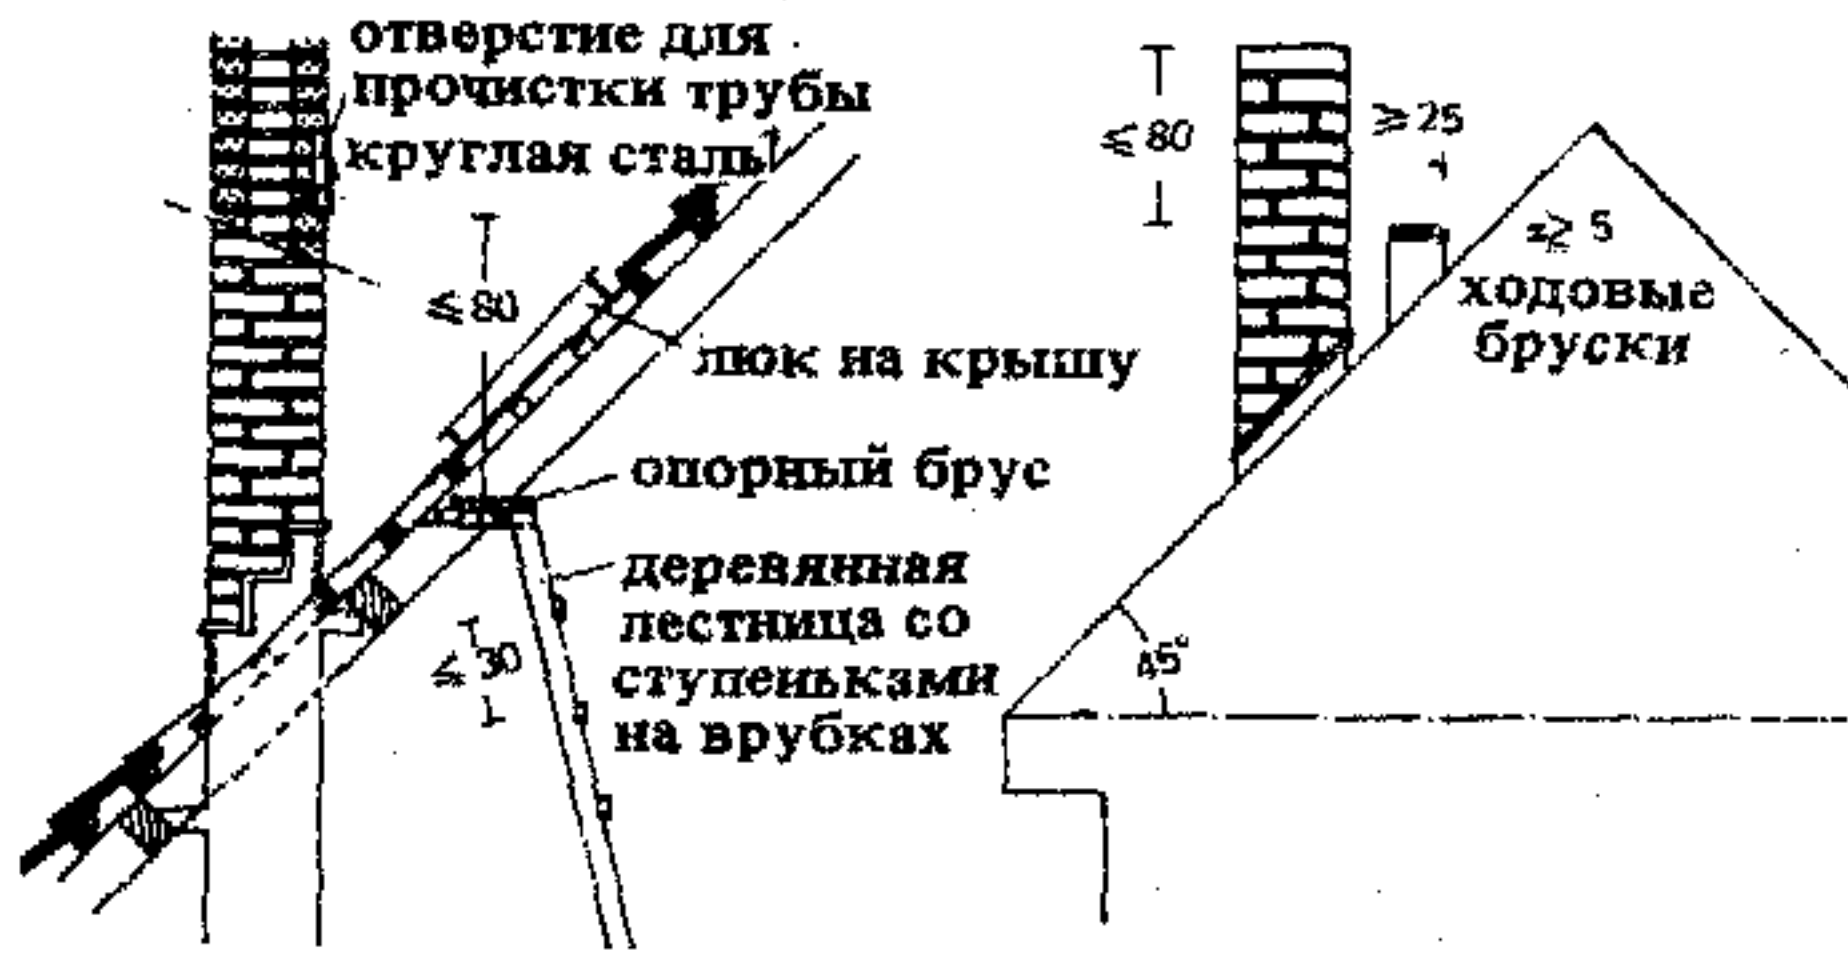 отверстие для
прочистки трубы
круглая сталь
≤ 80
люк на крышу
опорный брус
деревянная
лестница со
ступеньками
на врубках
≤ 30
≤ 80
≥ 25
≥ 5
ходовые
бруски
45°